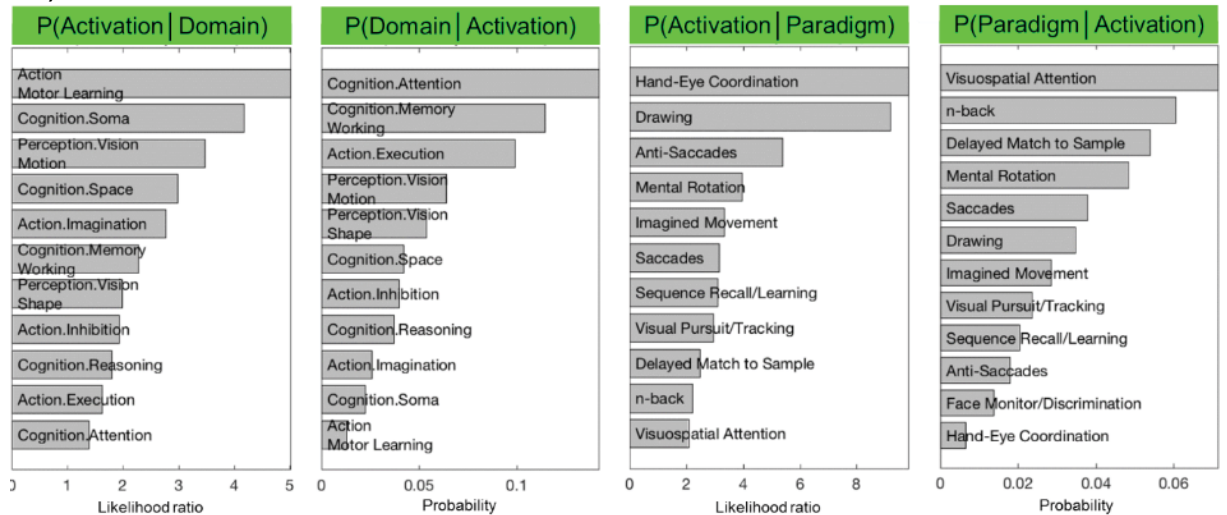 P(Activation | Domain)
Action
Motor Learning
Cognition.Soma
Perception.Vision
Motion
Cognition.Space
Action.Imagination
Cognition.Memory
Working
Perception.Vision
Shape
Action.Inhibition
Cognition.Reasoning
Action.Execution
Cognition.Attention
0 1 2 3 4 5
Likelihood ratio
P(Domain | Activation)
Cognition.Attention
Cognition.Memory
Working
Action.Execution
Perception.Vision
Motion
Perception.Vision
Shape
Cognition.Space
Action.Inhibition
Cognition.Reasoning
Action.Imagination
Cognition.Soma
Action
Motor Learning
0 0.05 0.1
Probability
P(Activation | Paradigm)
Hand-Eye Coordination
Drawing
Anti-Saccades
Mental Rotation
Imagined Movement
Saccades
Sequence Recall/Learning
Visual Pursuit/Tracking
Delayed Match to Sample
n-back
Visuospatial Attention
0 2 4 6 8
Likelihood ratio
P(Paradigm | Activation)
Visuospatial Attention
n-back
Delayed Match to Sample
Mental Rotation
Saccades
Drawing
Imagined Movement
Visual Pursuit/Tracking
Sequence Recall/Learning
Anti-Saccades
Face Monitor/Discrimination
Hand-Eye Coordination
0 0.02 0.04 0.06
Probability